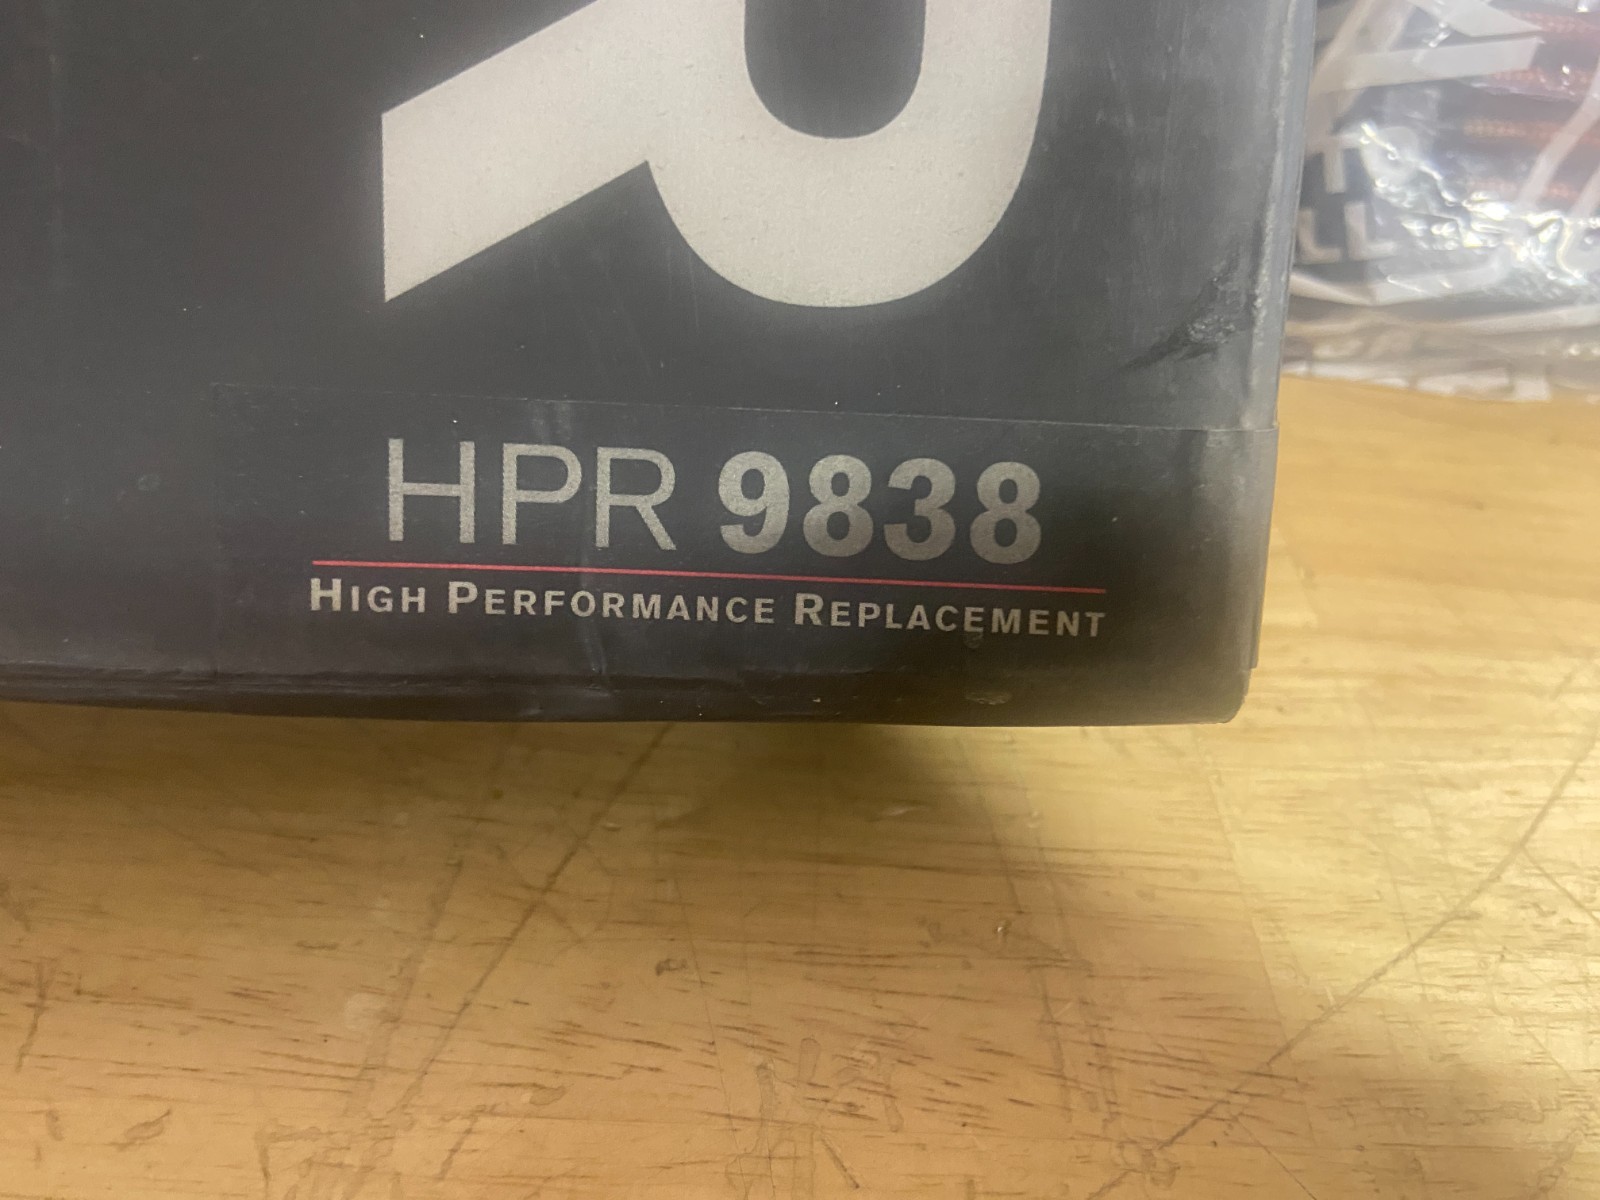 HPR 9838
HIGH PERFORMANCE REPLACEMENT